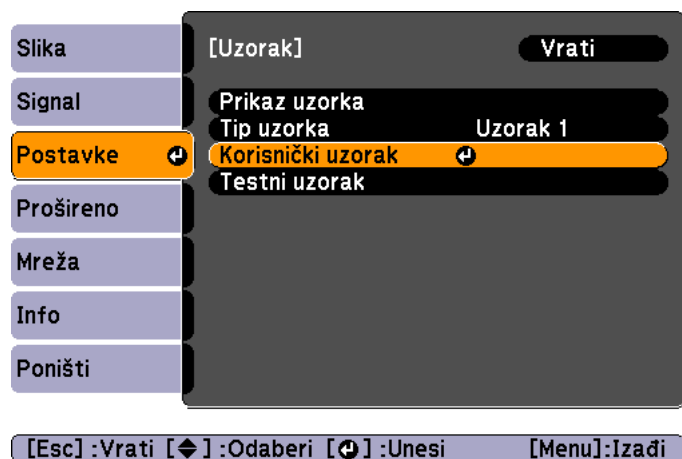 Slika
Signal
Postavke
Prošireno
Mreža
Info
Poništi
[Uzorak] Vrati
Prikaz uzorka
Tip uzorka Uzorak 1
Korisnički uzorak
Testni uzorak
[Esc] :Vrati [◆] :Odaberi [↵] :Unesi [Menu]:Izađi